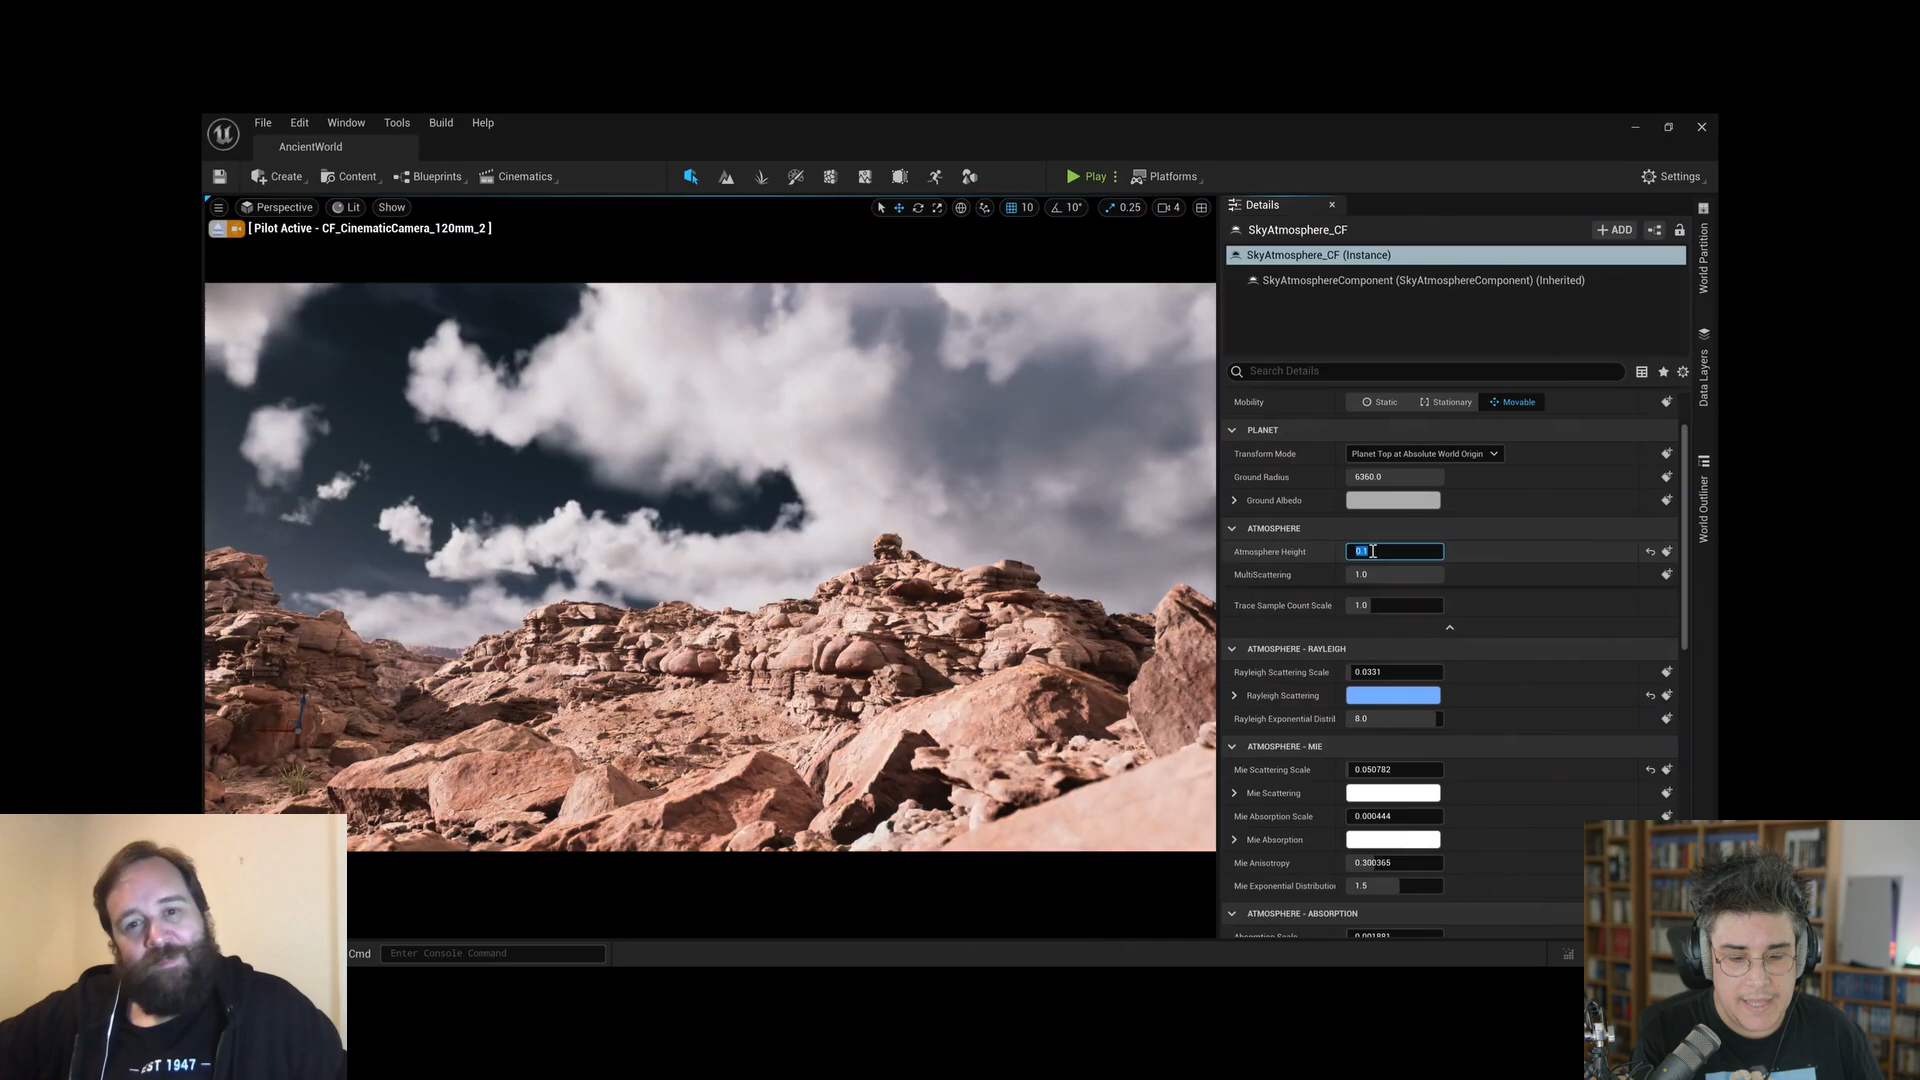 File Edit Window Tools Build Help
AncientWorld
Create Content Blueprints Cinematics Play Platforms Settings
Perspective Lit Show 10 10° 0.25 4
[ Pilot Active - CF_CinematicCamera_120mm_2 ]
Details
SkyAtmosphere_CF
ADD
SkyAtmosphere_CF (Instance)
SkyAtmosphereComponent (SkyAtmosphereComponent) (Inherited)
Search Details
Mobility Static Stationary Movable
PLANET
Transform Mode Planet Top at Absolute World Origin
Ground Radius 6360.0
Ground Albedo
ATMOSPHERE
Atmosphere Height 0.1
MultiScattering 1.0
Trace Sample Count Scale 1.0
ATMOSPHERE - RAYLEIGH
Rayleigh Scattering Scale 0.0331
Rayleigh Scattering
Rayleigh Exponential Distril 8.0
ATMOSPHERE - MIE
Mie Scattering Scale 0.050782
Mie Scattering
Mie Absorption Scale 0.000444
Mie Absorption
Mie Anisotropy 0.300365
Mie Exponential Distributio 1.5
ATMOSPHERE - ABSORPTION
Absorption Scale 0.001881
World Partition
Data Layers
World Outliner
Cmd Enter Console Command
EST 1947